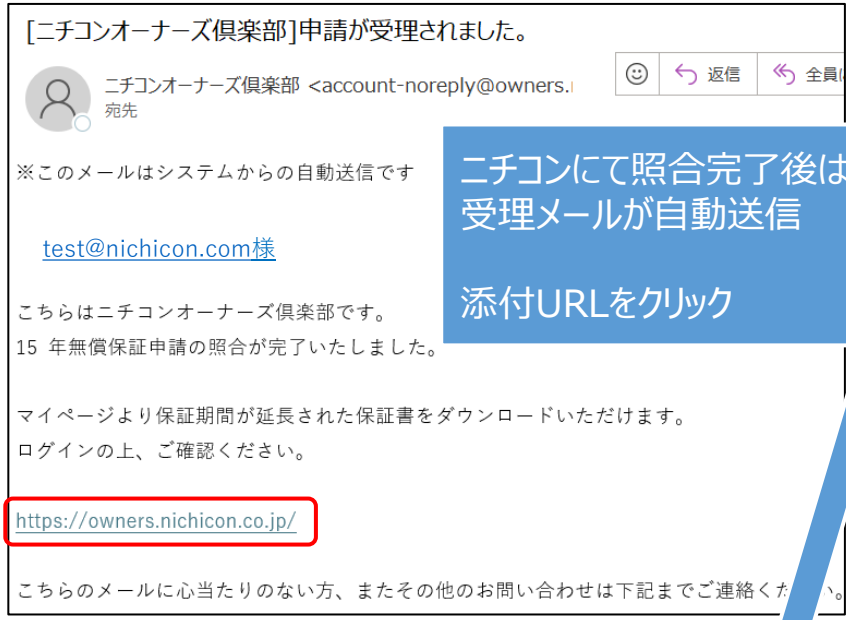 [ニチコンオーナーズ倶楽部]申請が受理されました。
ニチコンオーナーズ倶楽部 <account-noreply@owners.
返信
全員
宛先
※このメールはシステムからの自動送信です
ニチコンにて照合完了後は
受理メールが自動送信
test@nichicon.com様
添付URLをクリック
こちらはニチコンオーナーズ倶楽部です。
15 年無償保証申請の照合が完了いたしました。
マイページより保証期間が延長された保証書をダウンロードいただけます。
ログインの上、ご確認ください。
https://owners.nichicon.co.jp/
こちらのメールに心当たりのない方、またその他のお問い合わせは下記までご連絡くた い。